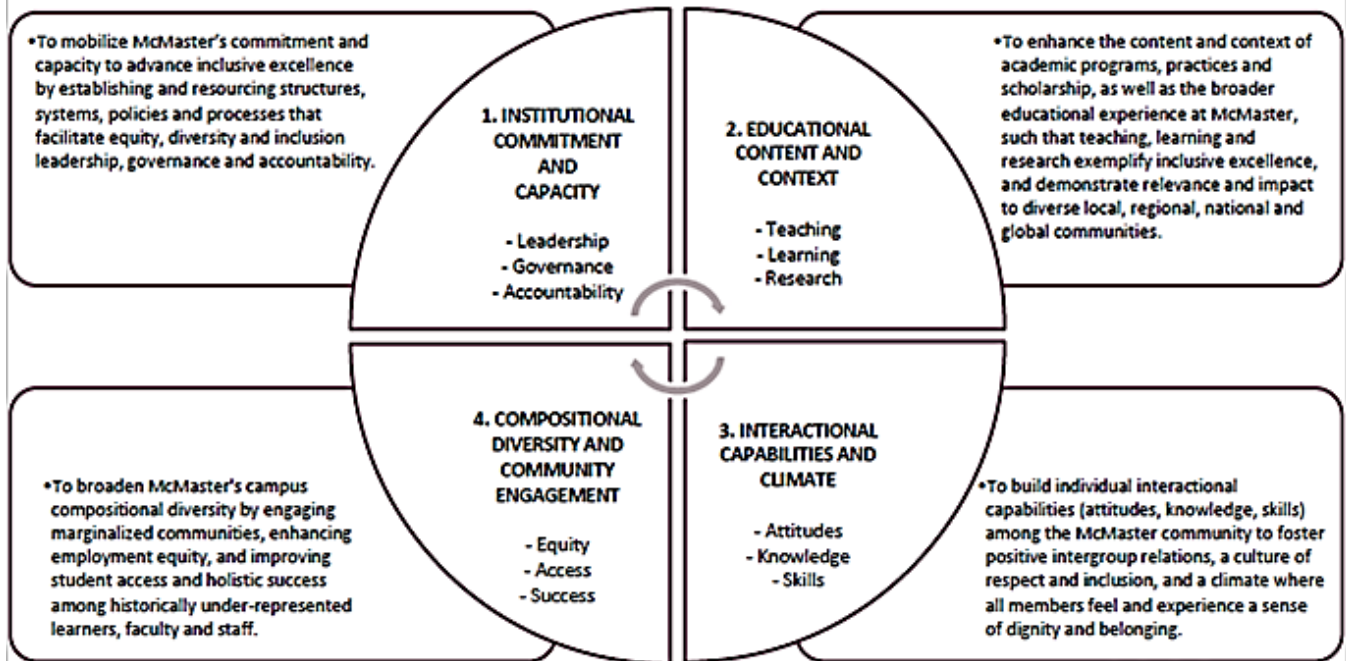 •To mobilize McMaster's commitment and
capacity to advance inclusive excellence
by establishing and resourcing structures,
systems, policies and processes that
facilitate equity, diversity and inclusion
leadership, governance and accountability.
1. INSTITUTIONAL
COMMITMENT
AND
CAPACITY
- Leadership
- Governance
- Accountability
2. EDUCATIONAL
CONTENT AND
CONTEXT
- Teaching
- Learning
- Research
•To enhance the content and context of
academic programs, practices and
scholarship, as well as the broader
educational experience at McMaster,
such that teaching, learning and
research exemplify inclusive excellence,
and demonstrate relevance and impact
to diverse local, regional, national and
global communities.
•To broaden McMaster's campus
compositional diversity by engaging
marginalized communities, enhancing
employment equity, and improving
student access and holistic success
among historically under-represented
learners, faculty and staff.
4. COMPOSITIONAL
DIVERSITY AND
COMMUNITY
ENGAGEMENT
- Equity
- Access
- Success
3. INTERACTIONAL
CAPABILITIES AND
CLIMATE
- Attitudes
- Knowledge
- Skills
•To build individual interactional
capabilities (attitudes, knowledge, skills)
among the McMaster community to foster
positive intergroup relations, a culture of
respect and inclusion, and a climate where
all members feel and experience a sense
of dignity and belonging.